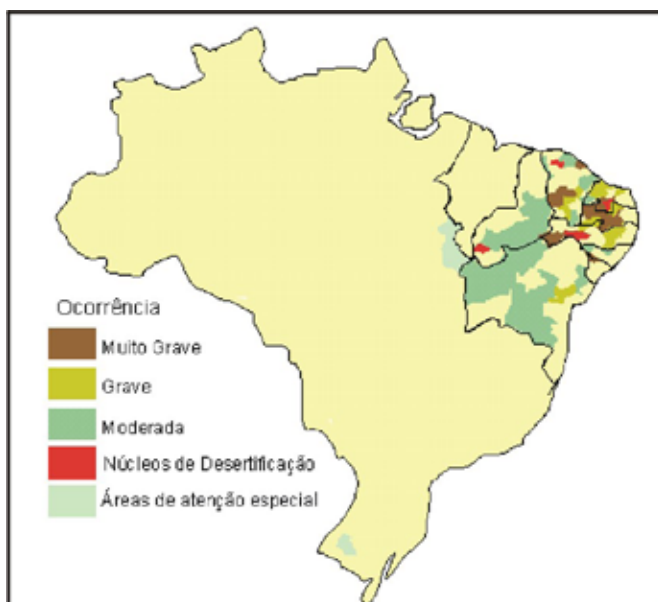 Ocorrência
Muito Grave
Grave
Moderada
Núcleos de Desertificação
Áreas de atenção especial